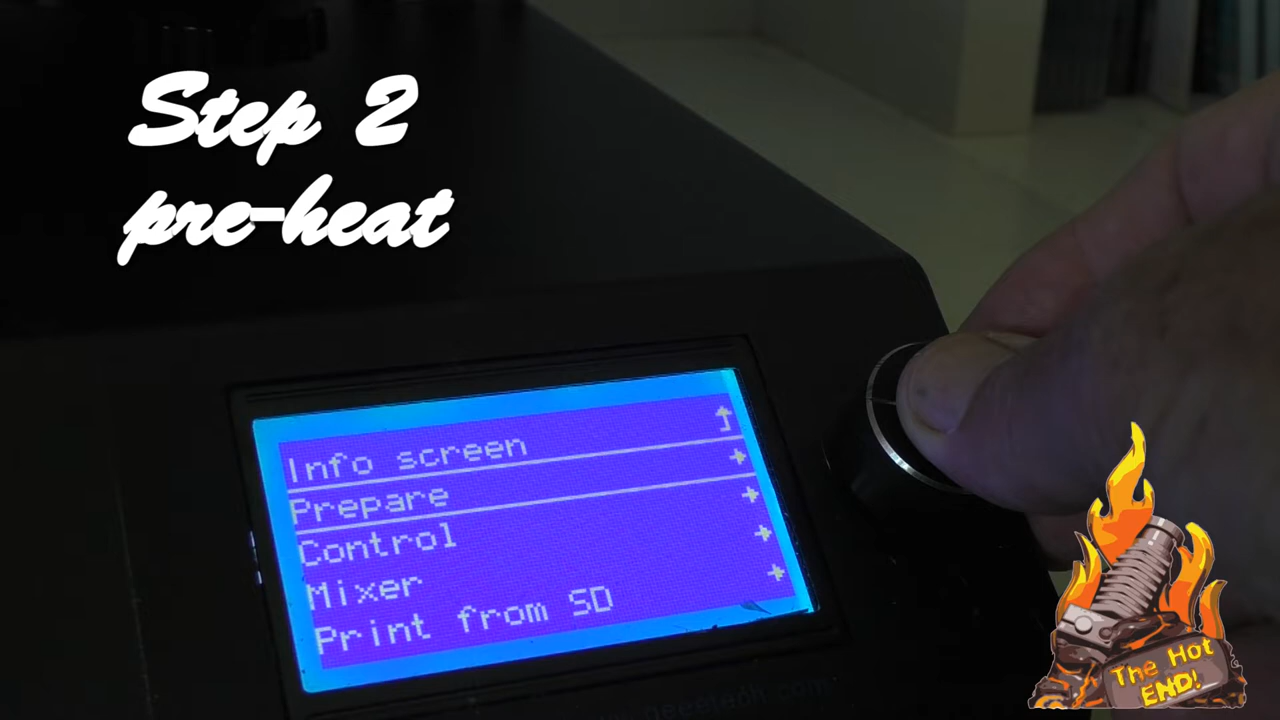 Step 2
pre-heat
Info screen
Prepare
Control
Mixer
Print from SD
The Hot
END!